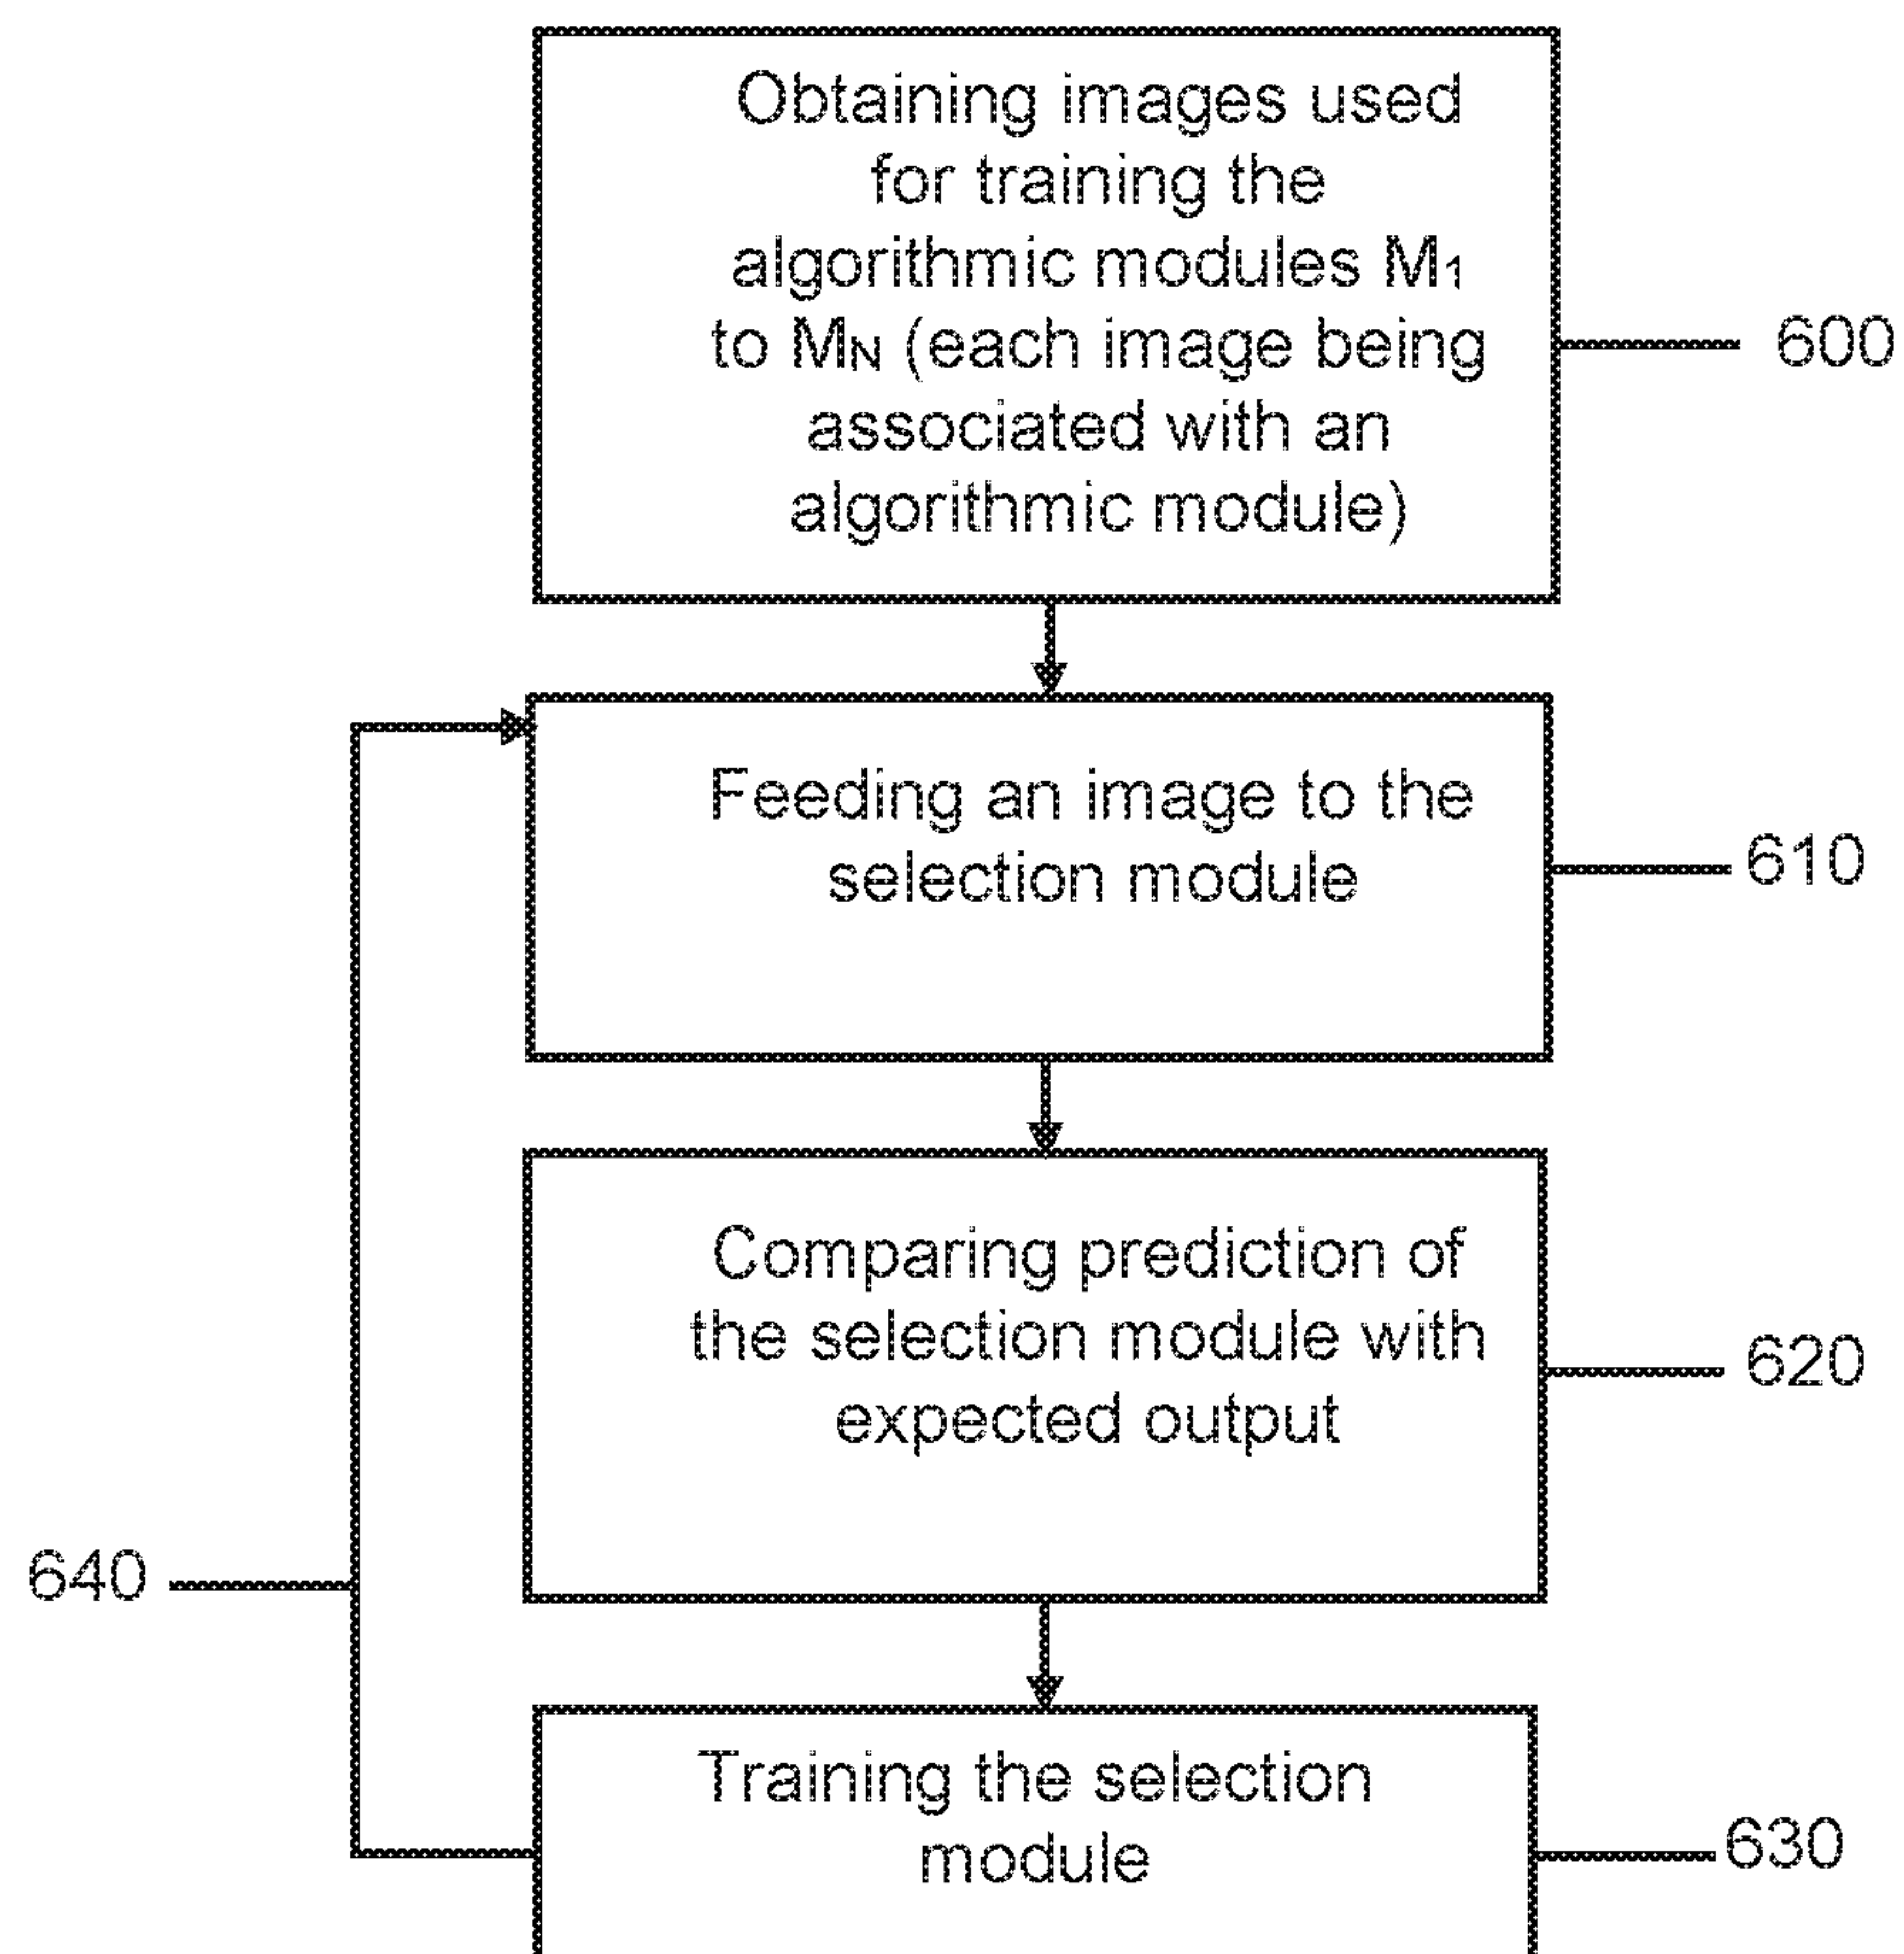 Obtaining images used
for training the
algorithmic modules M₁
to Mɴ (each image being
associated with an
algorithmic module)
600
Feeding an image to the
selection module
610
Comparing prediction of
the selection module with
expected output
620
640
Training the selection
module
630